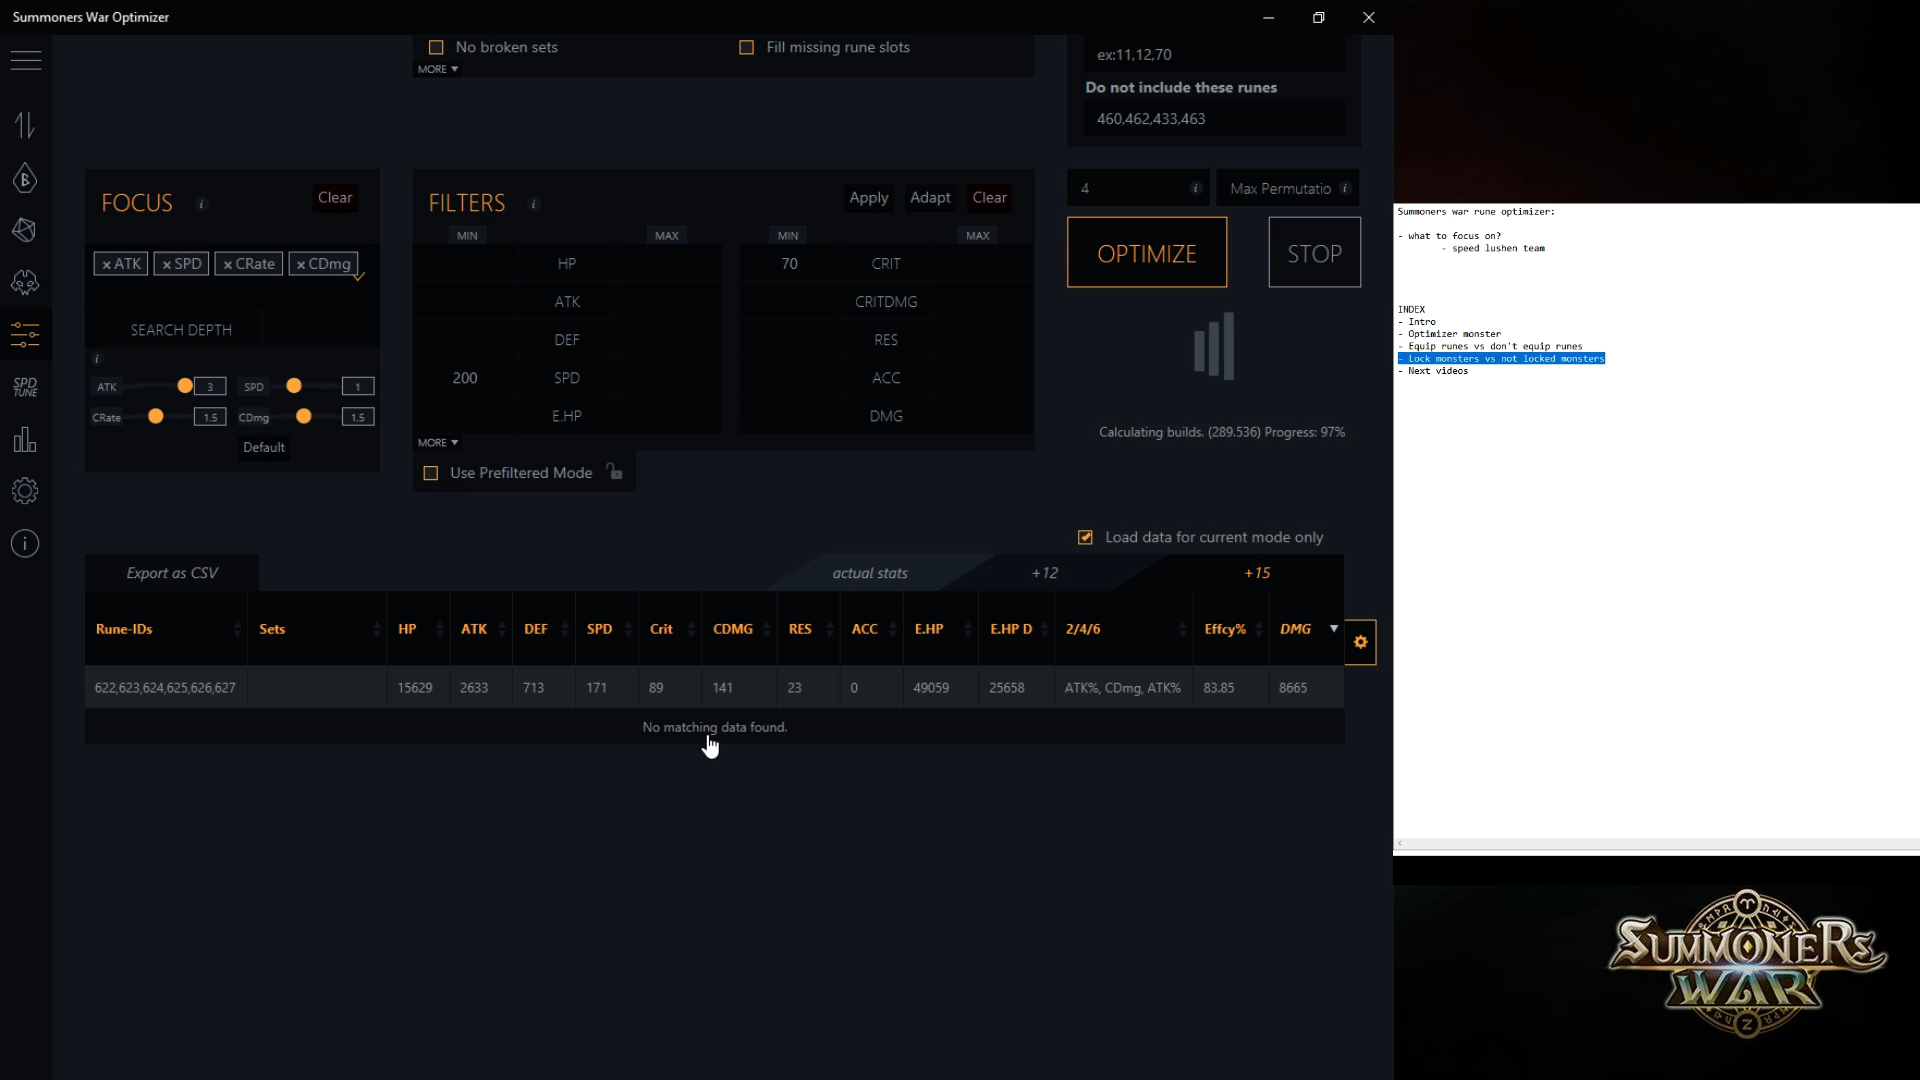 Summoners War Optimizer
No broken sets
Fill missing rune slots
MORE
ex:11,12,70
Do not include these runes
460,462,433,463
FOCUS
i
Clear
× ATK
× SPD
× CRate
× CDmg
SEARCH DEPTH
i
ATK
3
SPD
1
CRate
1.5
CDmg
1.5
Default
SPD
TUNE
FILTERS
i
Apply
Adapt
Clear
MIN
MAX
MIN
MAX
HP
70
CRIT
ATK
CRITDMG
DEF
RES
200
SPD
ACC
E.HP
DMG
MORE
Use Prefiltered Mode
4
i
Max Permutatio
i
OPTIMIZE
STOP
Calculating builds. (289.536) Progress: 97%
Load data for current mode only
Export as CSV
actual stats
+12
+15
Rune-IDs
Sets
HP
ATK
DEF
SPD
Crit
CDMG
RES
ACC
E.HP
E.HP D
2/4/6
Effcy%
DMG
622,623,624,625,626,627
15629
2633
713
171
89
141
23
0
49059
25658
ATK%, CDmg, ATK%
83.85
8665
No matching data found.
Summoners war rune optimizer:
- what to focus on?
- speed lushen team
INDEX
- Intro
- Optimizer monster
- Equip runes vs don't equip runes
- Lock monsters vs not locked monsters
- Next videos
SUMMONERS
WAR